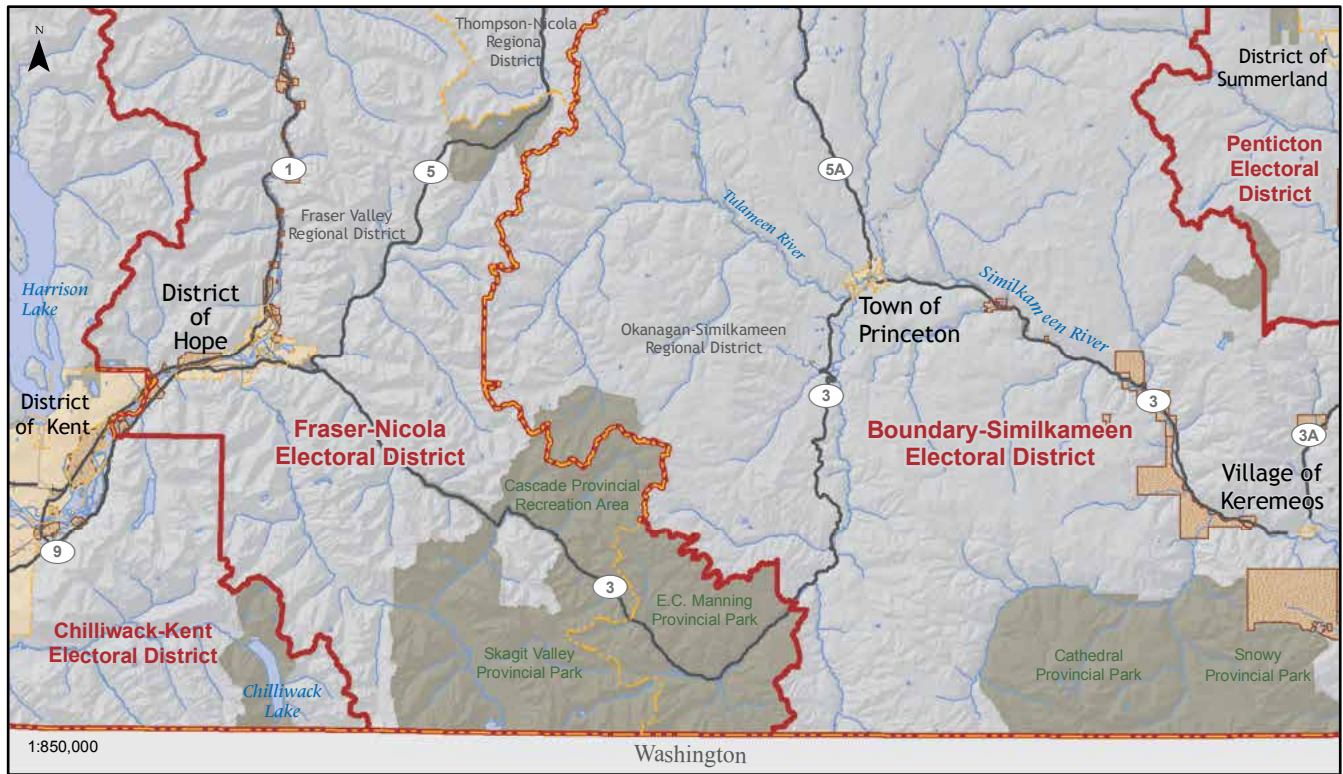 N
Thompson-Nicola
Regional
District
District of
Summerland
Penticton
Electoral
District
1
5
5A
Fraser Valley
Regional District
Tulameen River
Harrison
Lake
District
of
Hope
Similkameen River
Town of
Princeton
Okanagan-Similkameen
Regional District
District
of Kent
3
3
3A
Fraser-Nicola
Electoral District
Boundary-Similkameen
Electoral District
Village of
Keremeos
Cascade Provincial
Recreation Area
9
3
E.C. Manning
Provincial Park
Chilliwack-Kent
Electoral District
Skagit Valley
Provincial Park
Cathedral
Provincial Park
Snowy
Provincial Park
Chilliwack
Lake
1:850,000
Washington